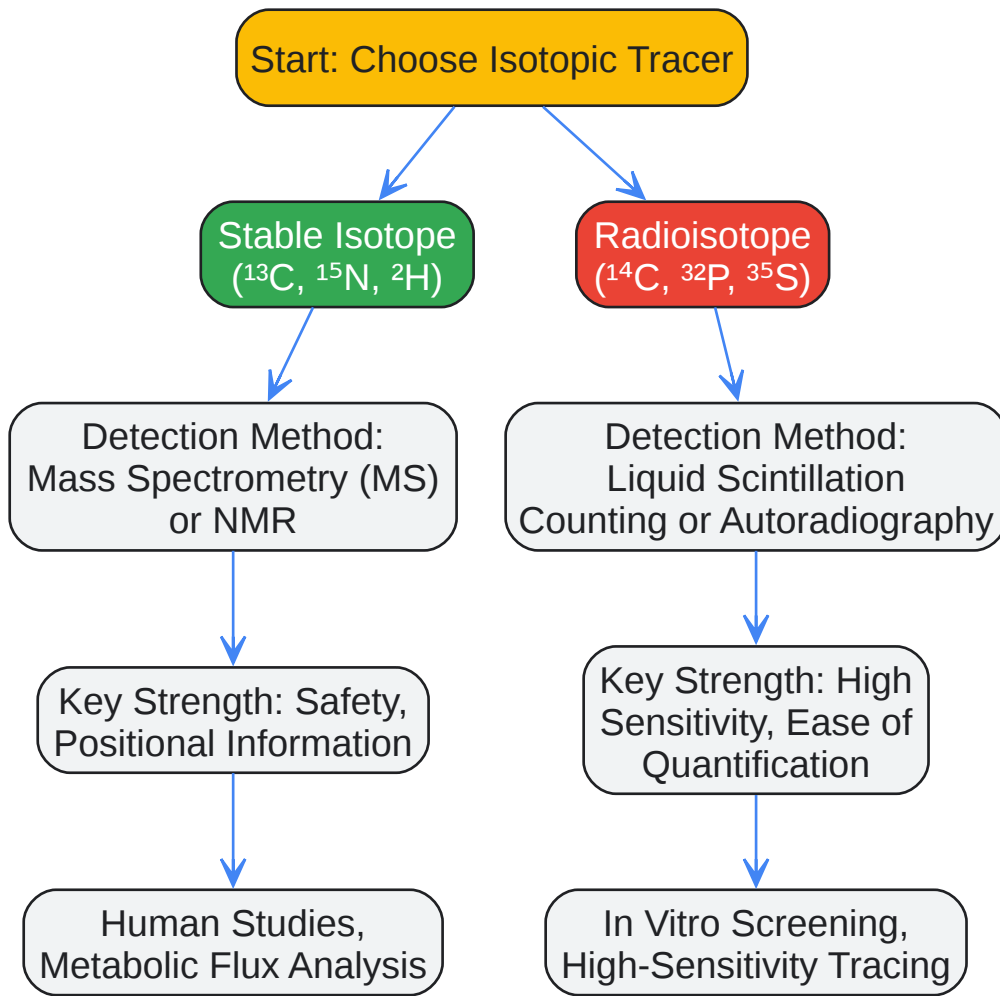 Start: Choose Isotopic Tracer
Stable Isotope
(¹³C, ¹⁵N, ²H)
Radioisotope
(¹⁴C, ³²P, ³⁵S)
Detection Method:
Mass Spectrometry (MS)
or NMR
Detection Method:
Liquid Scintillation
Counting or Autoradiography
Key Strength: Safety,
Positional Information
Key Strength: High
Sensitivity, Ease of
Quantification
Human Studies,
Metabolic Flux Analysis
In Vitro Screening,
High-Sensitivity Tracing